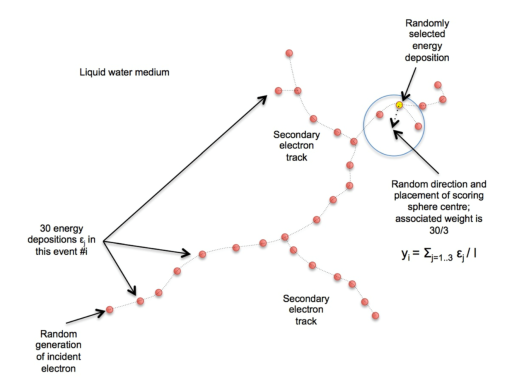 Randomly
selected
energy
deposition
Liquid water medium
Secondary
electron
track
Random direction and
placement of scoring
sphere centre;
associated weight is
30/3
yᵢ = Σⱼ₌₁..₃ εⱼ / l
30 energy
depositions εⱼ in
this event #i
Secondary
electron
track
Random
generation
of incident
electron